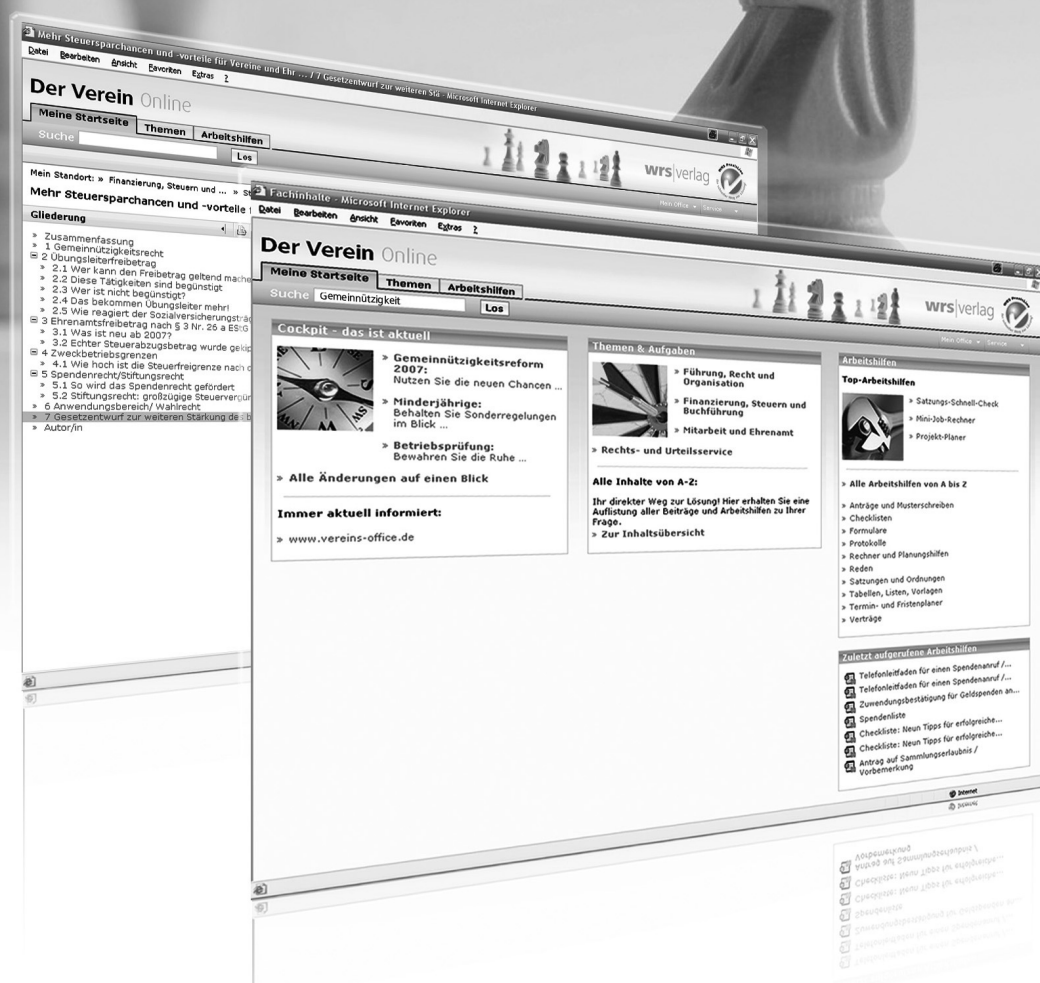 Mehr Steuersparchancen und -vorteile für Vereine und Ehr ... / 7 Gesetzentwurf zur weiteren Stä - Microsoft Internet Explorer
Datei Bearbeiten Ansicht Favoriten Extras ?
Der Verein Online
Meine Startseite Themen Arbeitshilfen
Suche Los
wrs|verlag
Mein Office Service
Mein Standort: » Finanzierung, Steuern und ... » St
Mehr Steuersparchancen und -vorteile f
Gliederung
» Zusammenfassung
» 1 Gemeinnützigkeitsrecht
2 Übungsleiterfreibetrag
» 2.1 Wer kann den Freibetrag geltend mache
» 2.2 Diese Tätigkeiten sind begünstigt
» 2.3 Wer ist nicht begünstigt?
» 2.4 Das bekommen Übungsleiter mehr!
» 2.5 Wie reagiert der Sozialversicherungsträg
3 Ehrenamtsfreibetrag nach § 3 Nr. 26 a EStG
» 3.1 Was ist neu ab 2007?
» 3.2 Echter Steuerabzugsbetrag wurde gekip
4 Zweckbetriebsgrenzen
» 4.1 Wie hoch ist die Steuerfreigrenze nach d
5 Spendenrecht/Stiftungsrecht
» 5.1 So wird das Spendenrecht gefördert
» 5.2 Stiftungsrecht: großzügige Steuervergün
» 6 Anwendungsbereich/ Wahlrecht
» 7 Gesetzentwurf zur weiteren Stärkung des b
» Autor/in
Fachinhalte - Microsoft Internet Explorer
Datei Bearbeiten Ansicht Favoriten Extras ?
Der Verein Online
Meine Startseite Themen Arbeitshilfen
Suche Gemeinnützigkeit Los
wrs|verlag
Mein Office Service
Cockpit - das ist aktuell
» Gemeinnützigkeitsreform
2007:
Nutzen Sie die neuen Chancen ...
» Minderjährige:
Behalten Sie Sonderregelungen
im Blick ...
» Betriebsprüfung:
Bewahren Sie die Ruhe ...
» Alle Änderungen auf einen Blick
Immer aktuell informiert:
» www.vereins-office.de
Themen & Aufgaben
» Führung, Recht und
Organisation
» Finanzierung, Steuern und
Buchführung
» Mitarbeit und Ehrenamt
» Rechts- und Urteilsservice
Alle Inhalte von A-Z:
Ihr direkter Weg zur Lösung! Hier erhalten Sie eine
Auflistung aller Beiträge und Arbeitshilfen zu Ihrer
Frage.
» Zur Inhaltsübersicht
Arbeitshilfen
Top-Arbeitshilfen
» Satzungs-Schnell-Check
» Mini-Job-Rechner
» Projekt-Planer
» Alle Arbeitshilfen von A bis Z
» Anträge und Musterschreiben
» Checklisten
» Formulare
» Protokolle
» Rechner und Planungshilfen
» Reden
» Satzungen und Ordnungen
» Tabellen, Listen, Vorlagen
» Termin- und Fristenplaner
» Verträge
Zuletzt aufgerufene Arbeitshilfen
Telefonleitfaden für einen Spendenanruf /...
Telefonleitfaden für einen Spendenanruf /...
Zuwendungsbestätigung für Geldspenden an...
Spendenliste
Checkliste: Neun Tipps für erfolgreiche...
Checkliste: Neun Tipps für erfolgreiche...
Antrag auf Sammlungserlaubnis /
Vorbemerkung
Internet